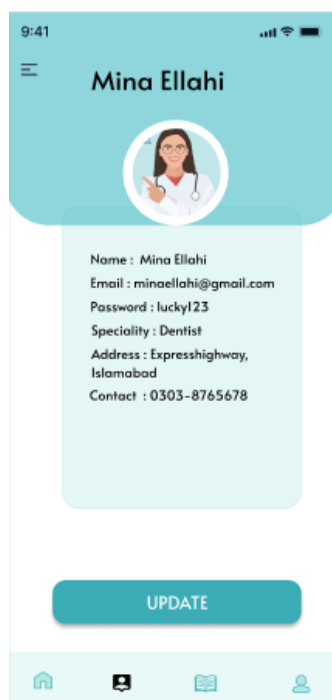 9:41
Mina Ellahi
Name : Mina Ellahi
Email : minaellahi@gmail.com
Password : lucky123
Speciality : Dentist
Address : Expresshighway,
Islamabad
Contact : 0303-8765678
UPDATE